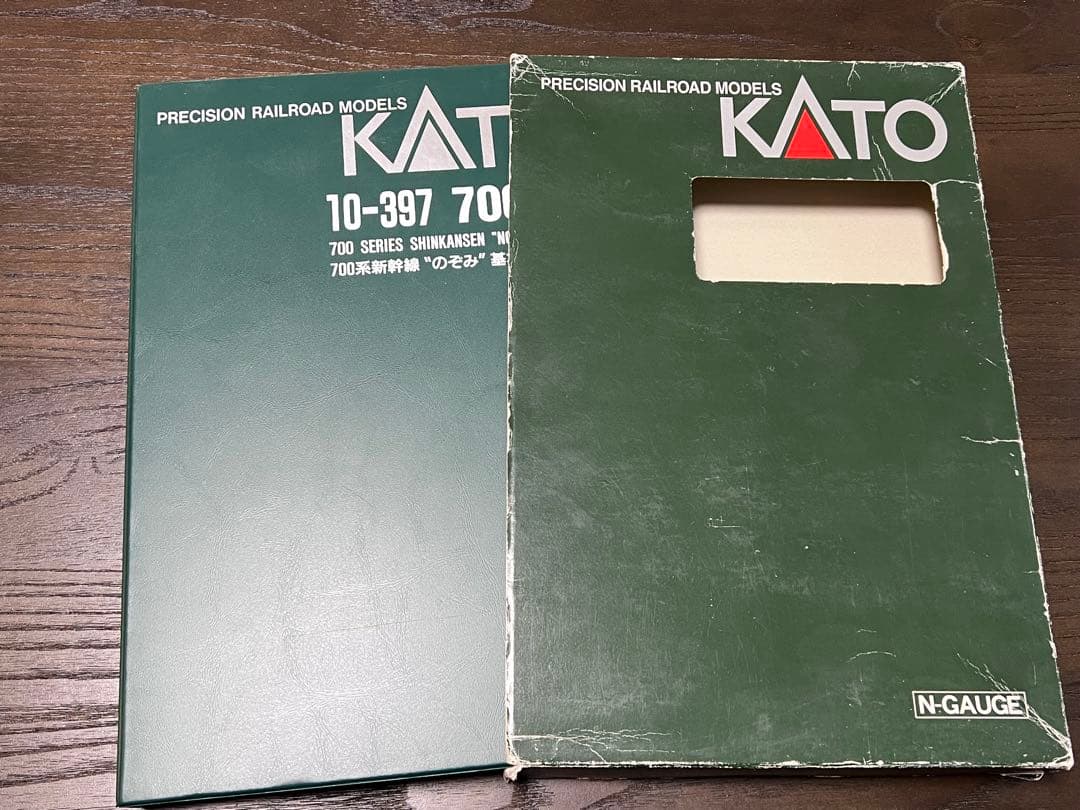 PRECISION RAILROAD MODELS
KAT
10-397 700
700 SERIES SHINKANSEN "NO
700系新幹線 "のぞみ" 基
PRECISION RAILROAD MODELS
KATO
N-GAUGE